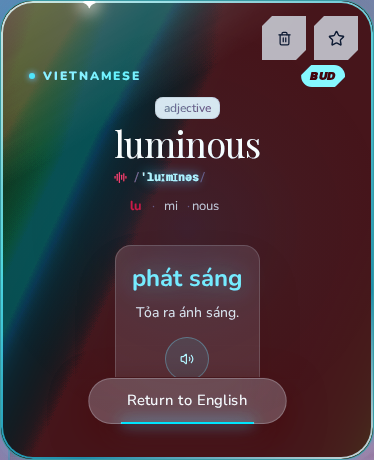 VIETNAMESE
BUD
adjective
luminous
/ˈluːmɪnəs/
lu · mi · nous
phát sáng
Tỏa ra ánh sáng.
Return to English